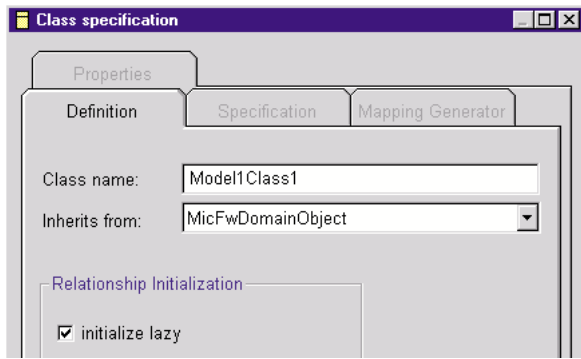 Class specification
Properties
Definition Specification Mapping Generator
Class name: Model1Class1
Inherits from: MicFwDomainObject
Relationship Initialization
initialize lazy